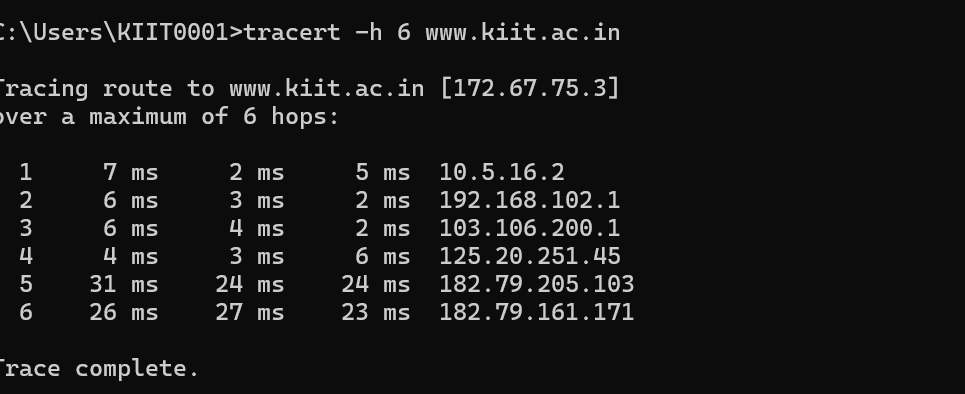 C:\Users\KIIT0001>tracert -h 6 www.kiit.ac.in
Tracing route to www.kiit.ac.in [172.67.75.3]
over a maximum of 6 hops:
1 7 ms 2 ms 5 ms 10.5.16.2
2 6 ms 3 ms 2 ms 192.168.102.1
3 6 ms 4 ms 2 ms 103.106.200.1
4 4 ms 3 ms 6 ms 125.20.251.45
5 31 ms 24 ms 24 ms 182.79.205.103
6 26 ms 27 ms 23 ms 182.79.161.171
Trace complete.